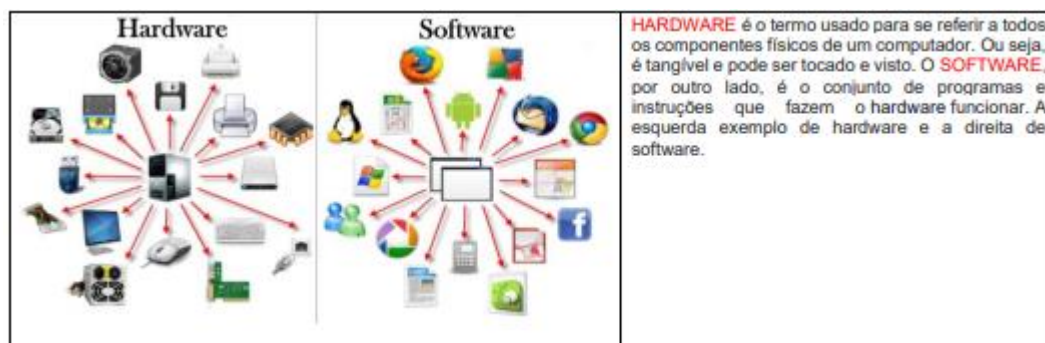 Hardware
Software
HARDWARE é o termo usado para se referir a todos
os componentes físicos de um computador. Ou seja,
é tangível e pode ser tocado e visto. O SOFTWARE,
por outro lado, é o conjunto de programas e
instruções que fazem o hardware funcionar. A
esquerda exemplo de hardware e a direita de
software.